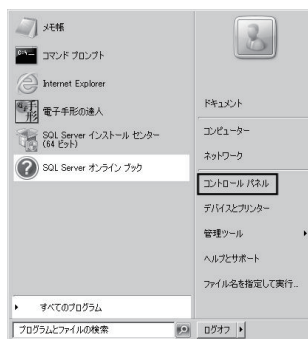 メモ帳
コマンド プロンプト
Internet Explorer
電子手形の達人
SQL Server インストール センター
(64 ビット)
SQL Server オンライン ブック
すべてのプログラム
プログラムとファイルの検索
ドキュメント
コンピューター
ネットワーク
コントロール パネル
デバイスとプリンター
管理ツール
ヘルプとサポート
ファイル名を指定して実行...
ログオフ